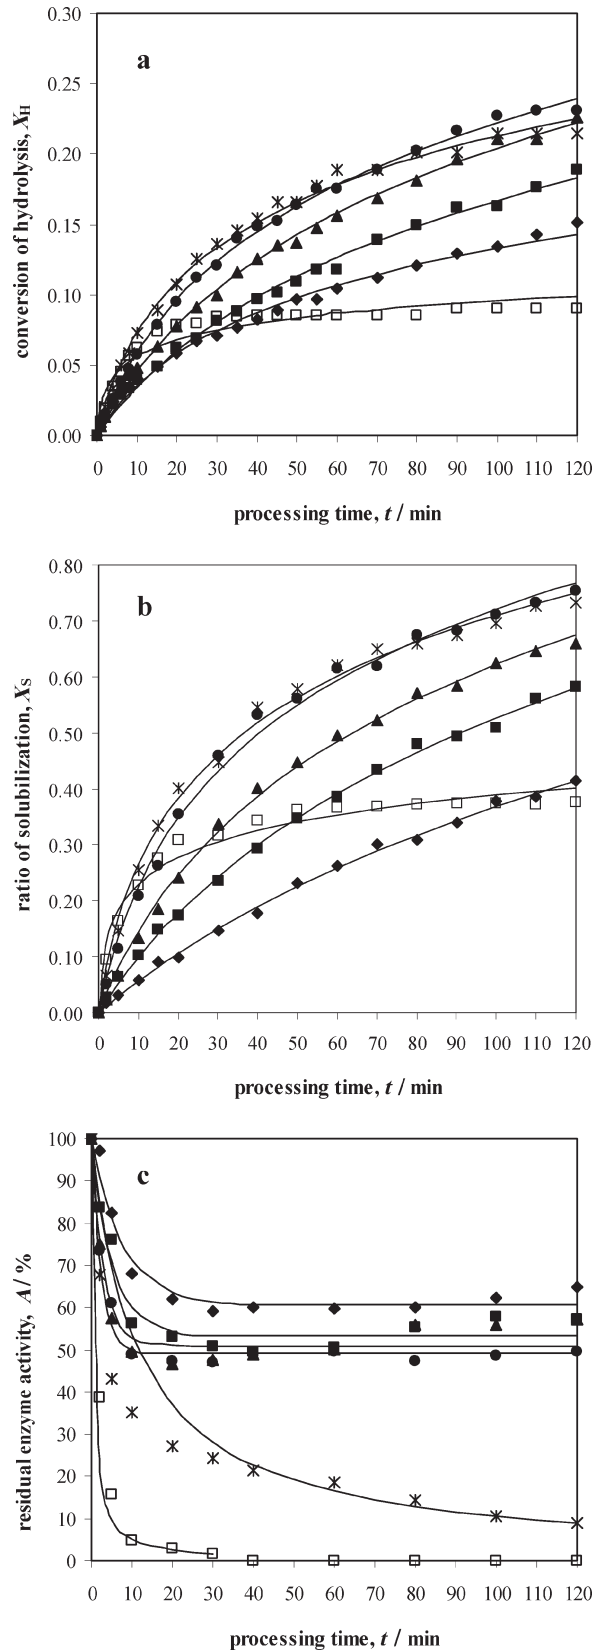 a
0.30
0.25
0.20
0.15
0.10
0.05
0.00
conversion of hydrolysis, XH
0 10 20 30 40 50 60 70 80 90 100 110 120
processing time, t / min
b
0.80
0.70
0.60
0.50
0.40
0.30
0.20
0.10
0.00
ratio of solubilization, XS
0 10 20 30 40 50 60 70 80 90 100 110 120
processing time, t / min
c
100
90
80
70
60
50
40
30
20
10
0
residual enzyme activity, A / %
0 10 20 30 40 50 60 70 80 90 100 110 120
processing time, t / min